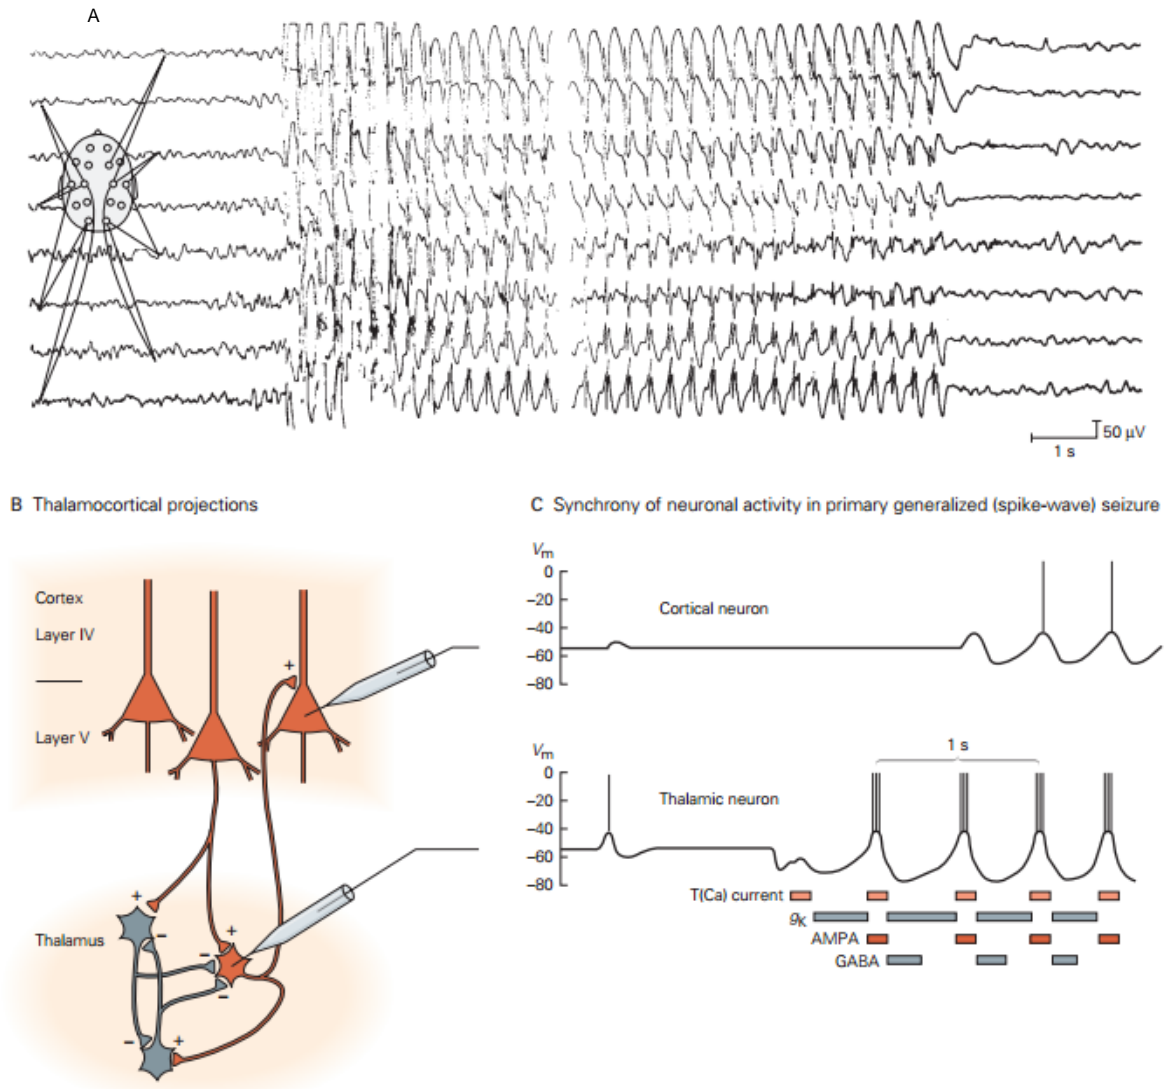 A
50 μV
1 s
B Thalamocortical projections
C Synchrony of neuronal activity in primary generalized (spike-wave) seizure
Cortex
Layer IV
Layer V
+
+
+
–
–
–
–
+
Thalamus
Vm
0
–20
–40
–60
–80
Cortical neuron
Vm
0
–20
–40
–60
–80
1 s
Thalamic neuron
T(Ca) current
gK
AMPA
GABA